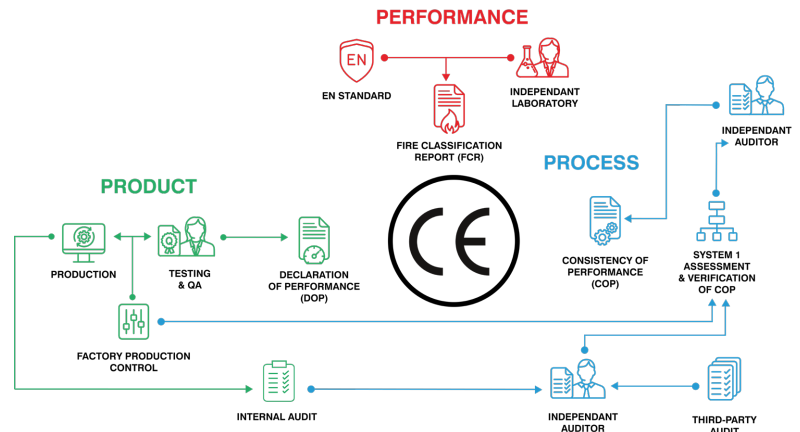 PERFORMANCE
EN
EN STANDARD
INDEPENDANT
LABORATORY
FIRE CLASSIFICATION
REPORT (FCR)
INDEPENDANT
AUDITOR
PROCESS
PRODUCT
CE
PRODUCTION
TESTING
& QA
Q
DECLARATION
OF PERFORMANCE
(DOP)
CONSISTENCY OF
PERFORMANCE
(COP)
SYSTEM 1
ASSESSMENT
& VERIFICATION
OF COP
FACTORY PRODUCTION
CONTROL
INTERNAL AUDIT
INDEPENDANT
AUDITOR
THIRD-PARTY
AUDIT